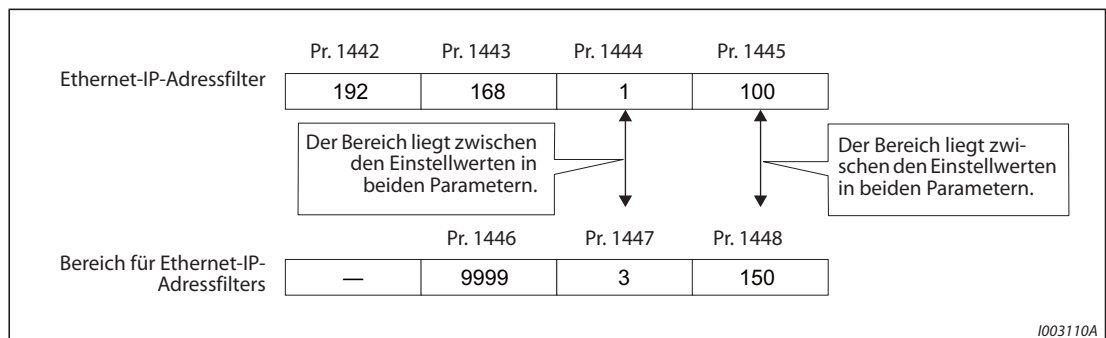 Pr. 1442 Pr. 1443 Pr. 1444 Pr. 1445
Ethernet-IP-Adressfilter
192 168 1 100
Der Bereich liegt zwischen
den Einstellwerten in
beiden Parametern.
Der Bereich liegt zwi-
schen den Einstellwerten
in beiden Parametern.
Pr. 1446 Pr. 1447 Pr. 1448
Bereich für Ethernet-IP-
Adressfilters
— 9999 3 150
I003110A